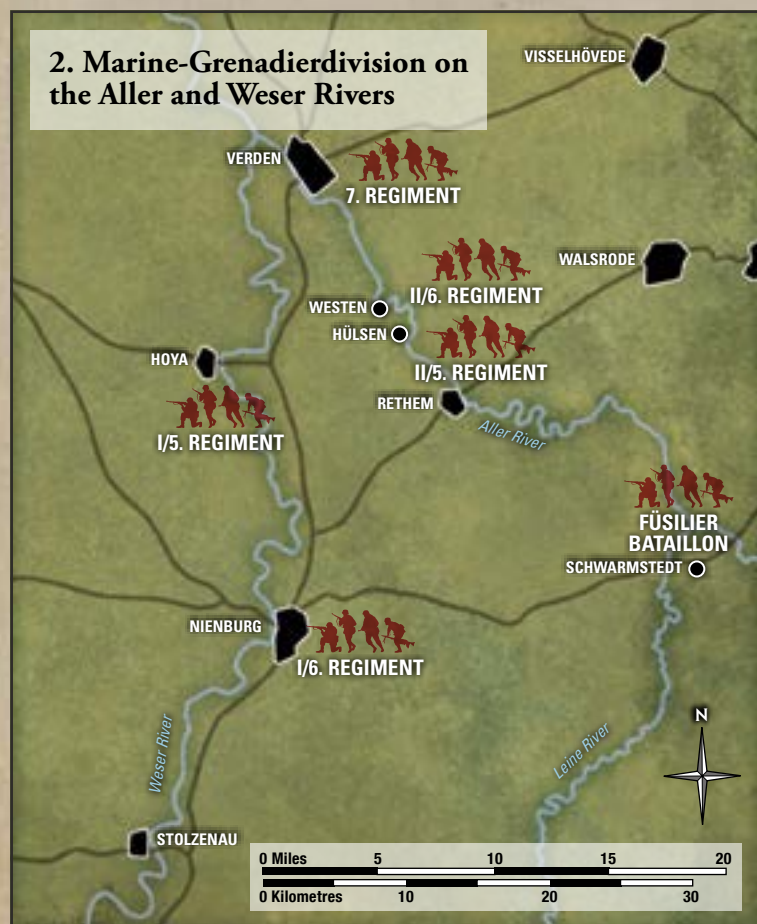 2. Marine-Grenadierdivision on
the Aller and Weser Rivers
VISSELHÖVEDE
VERDEN
7. REGIMENT
WALSRODE
II/6. REGIMENT
WESTEN
HÜLSEN
II/5. REGIMENT
HOYA
RETHEM
I/5. REGIMENT
Aller River
FÜSILIER
BATAILLON
SCHWARMSTEDT
NIENBURG
I/6. REGIMENT
N
Weser River
Leine River
STOLZENAU
0 Miles 5 10 15 20
0 Kilometres 10 20 30